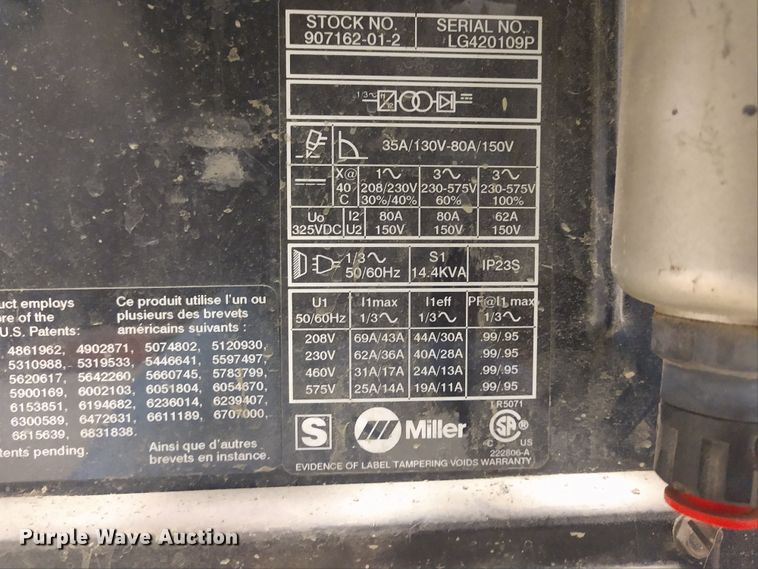 STOCK NO. SERIAL NO.
907162-01-2 LG420109P
1/3~
35A/130V-80A/150V
X@ 1~ 3~ 3~
40 208/230V 230-575V 230-575V
C 30%/40% 60% 100%
Uo I2 80A 80A 62A
325VDC U2 150V 150V 150V
1/3~ S1 IP23S
50/60Hz 14.4KVA
U1 I1max I1eff PF@I1 max
50/60Hz 1/3~ 1/3~ 1/3~
208V 69A/43A 44A/30A .99/.95
230V 62A/36A 40A/28A .99/.95
460V 31A/17A 24A/13A .99/.95
575V 25A/14A 19A/11A .99/.95
LR5071
S Miller SA
C US
222806-A
EVIDENCE OF LABEL TAMPERING VOIDS WARRANTY
uct employs
ore of the
U.S. Patents:
Ce produit utilise l'un ou
plusieurs des brevets
américains suivants :
4861962, 4902871, 5074802, 5120930,
5310988, 5319533, 5446641, 5597497,
5620617, 5642260, 5660745, 5783799,
5900169, 6002103, 6051804, 6054670,
6153851, 6194682, 6236014, 6239407,
6300589, 6472631, 6611189, 6707000,
6815639, 6831838.
tents pending.
Ainsi que d'autres
brevets en instance.
Purple Wave Auction